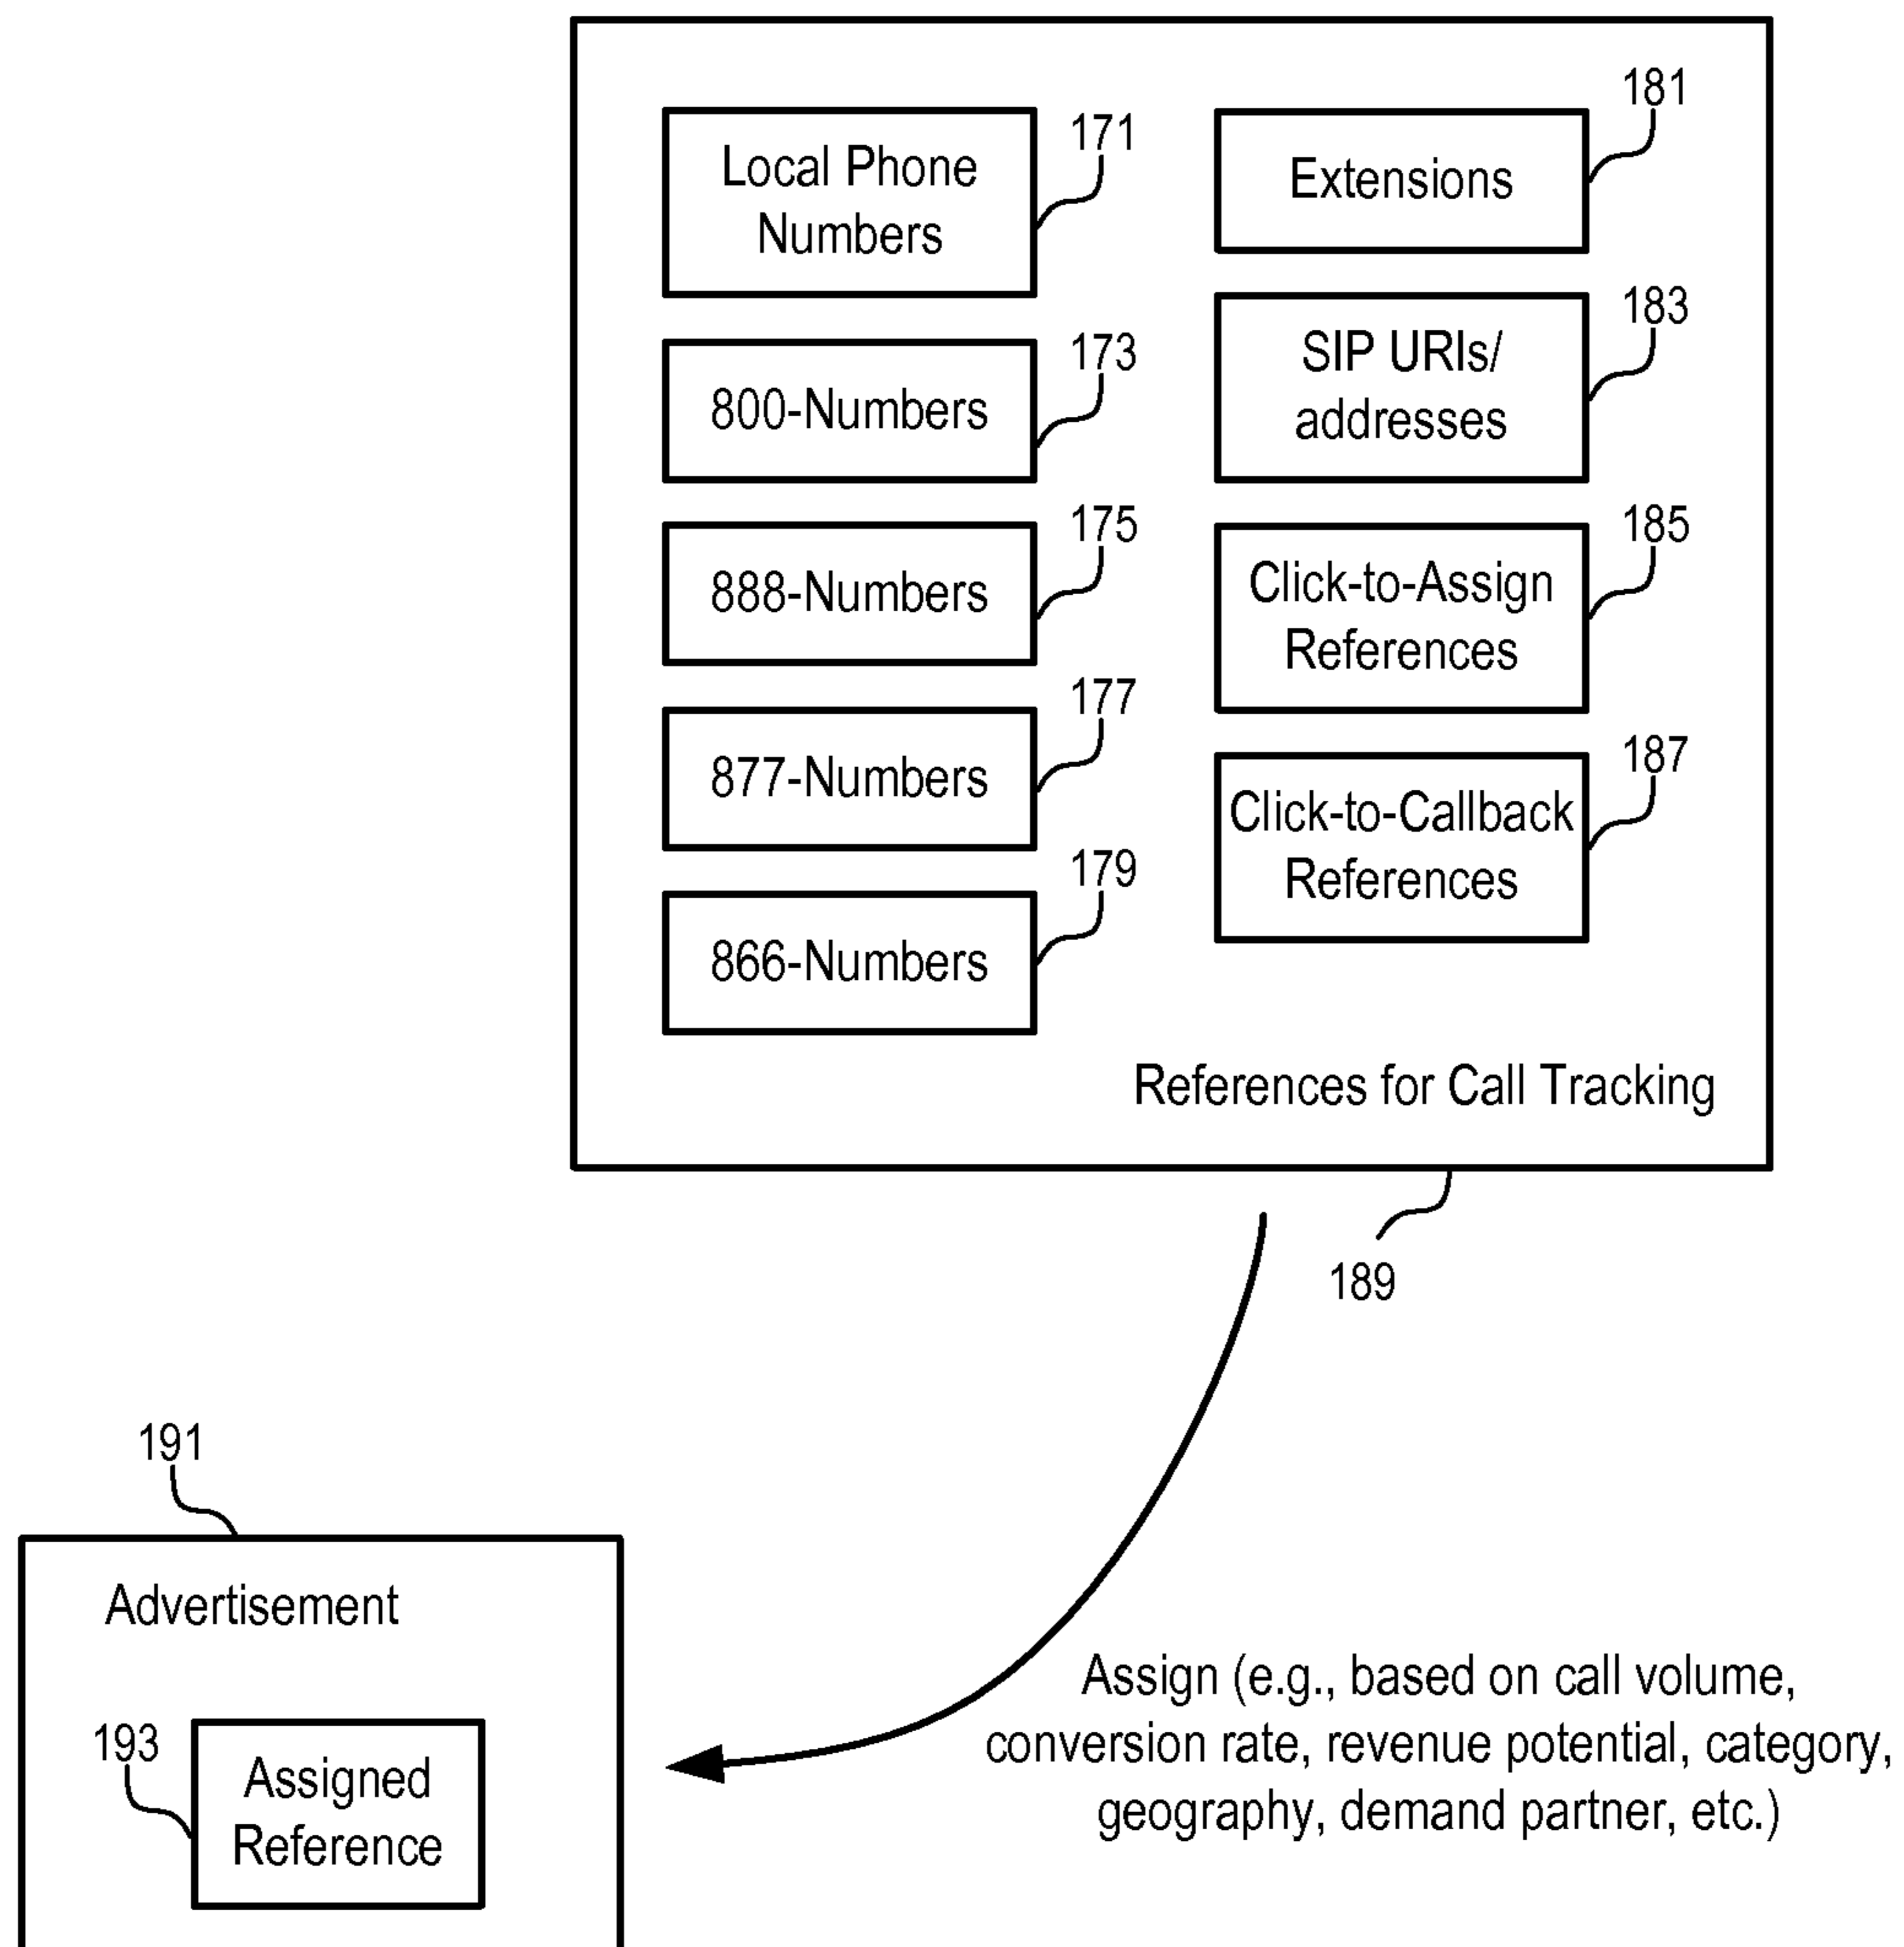 181
171
Local Phone
Numbers
Extensions
183
173
SIP URIs/
addresses
800-Numbers
175
185
888-Numbers
Click-to-Assign
References
177
187
877-Numbers
Click-to-Callback
References
179
866-Numbers
References for Call Tracking
189
191
Advertisement
Assign (e.g., based on call volume,
conversion rate, revenue potential, category,
geography, demand partner, etc.)
193
Assigned
Reference